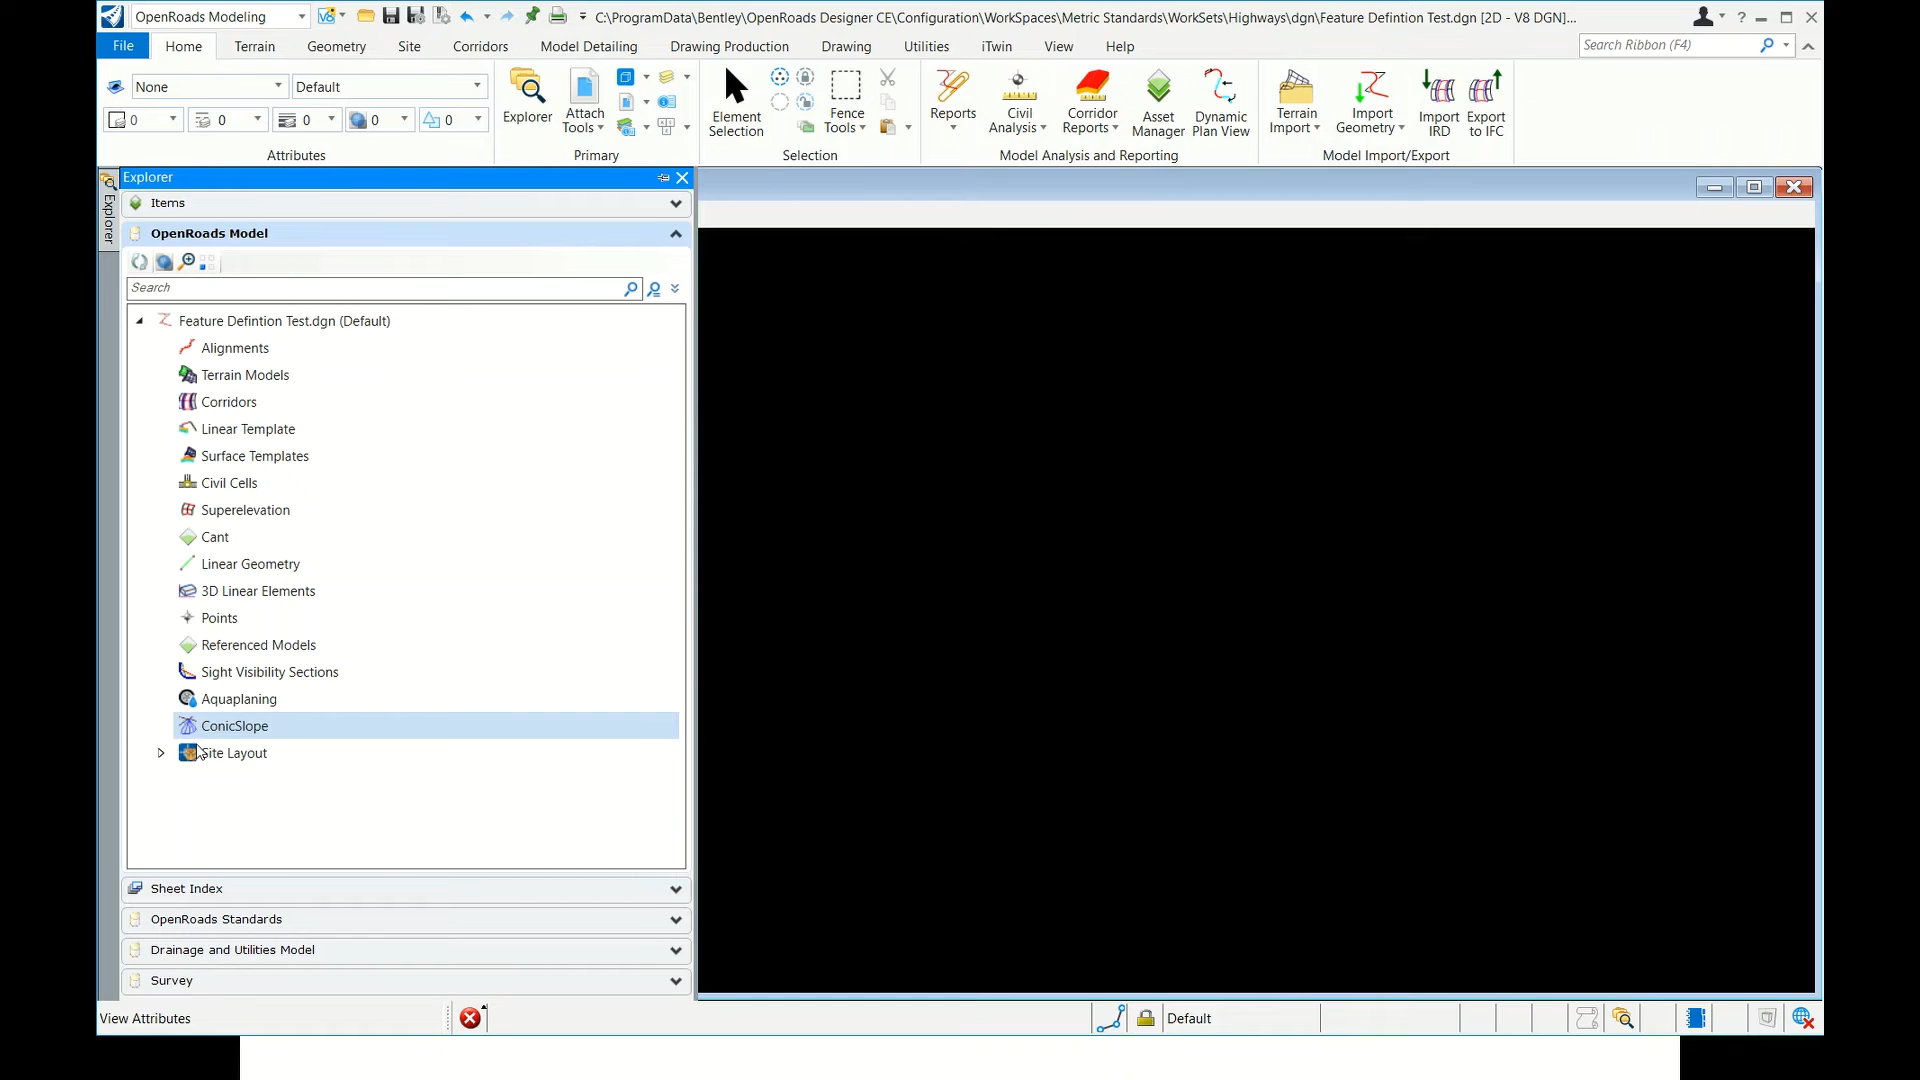 OpenRoads Modeling
C:\ProgramData\Bentley\OpenRoads Designer CE\Configuration\WorkSpaces\Metric Standards\WorkSets\Highways\dgn\Feature Defintion Test.dgn [2D - V8 DGN]...
File Home Terrain Geometry Site Corridors Model Detailing Drawing Production Drawing Utilities iTwin View Help
Search Ribbon (F4)
None Default
0 0 0 0 0
Attributes
Explorer
Attach Tools
Primary
Element Selection
Fence Tools
Selection
Reports
Civil Analysis
Corridor Reports
Asset Manager
Dynamic Plan View
Model Analysis and Reporting
Terrain Import
Import Geometry
Import IRD
Export to IFC
Model Import/Export
Explorer
Explorer
Items
OpenRoads Model
Search
Feature Defintion Test.dgn (Default)
Alignments
Terrain Models
Corridors
Linear Template
Surface Templates
Civil Cells
Superelevation
Cant
Linear Geometry
3D Linear Elements
Points
Referenced Models
Sight Visibility Sections
Aquaplaning
ConicSlope
Site Layout
Sheet Index
OpenRoads Standards
Drainage and Utilities Model
Survey
View Attributes
Default